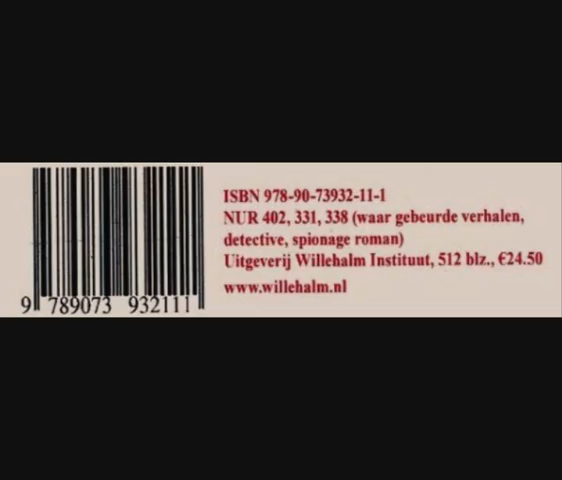 ISBN 978-90-73932-11-1
NUR 402, 331, 338 (waar gebeurde verhalen,
detective, spionage roman)
Uitgeverij Willehalm Instituut, 512 blz., €24.50
www.willehalm.nl
9 789073 932111